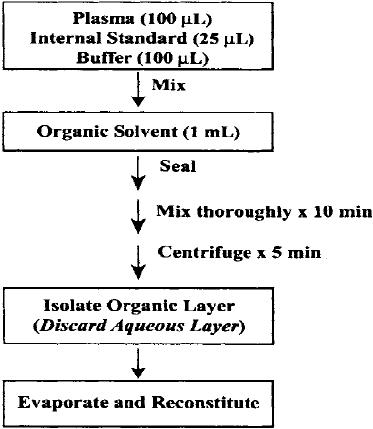 Plasma (100 µL)
Internal Standard (25 µL)
Buffer (100 µL)
Mix
Organic Solvent (1 mL)
Seal
Mix thoroughly x 10 min
Centrifuge x 5 min
Isolate Organic Layer
(Discard Aqueous Layer)
Evaporate and Reconstitute